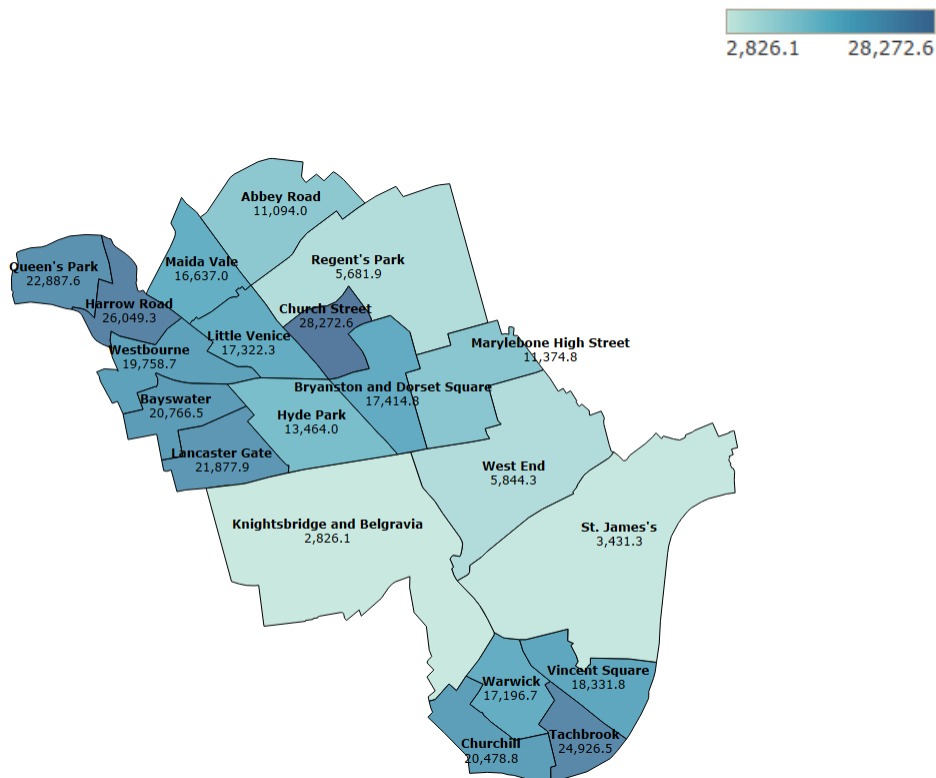 2,826.1 28,272.6
Abbey Road
11,094.0
Regent's Park
5,681.9
Maida Vale
16,637.0
Queen's Park
22,887.6
Harrow Road
26,049.3
Church Street
28,272.6
Little Venice
17,322.3
Marylebone High Street
11,374.8
Westbourne
19,758.7
Bryanston and Dorset Square
17,414.8
Bayswater
20,766.5
Hyde Park
13,464.0
Lancaster Gate
21,877.9
West End
5,844.3
Knightsbridge and Belgravia
2,826.1
St. James's
3,431.3
Vincent Square
18,331.8
Warwick
17,196.7
Tachbrook
24,926.5
Churchill
20,478.8